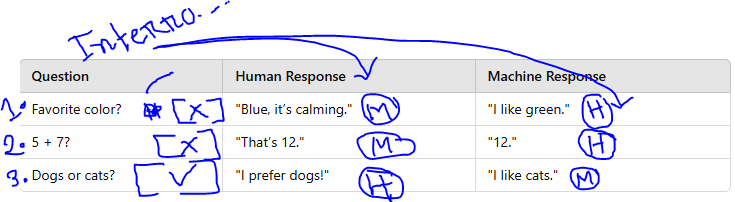 Interro...
Question Human Response Machine Response
1. Favorite color? [X] "Blue, it's calming." M "I like green." H
2. 5 + 7? [X] "That's 12." M "12." H
3. Dogs or cats? [✓] "I prefer dogs!" H "I like cats." M